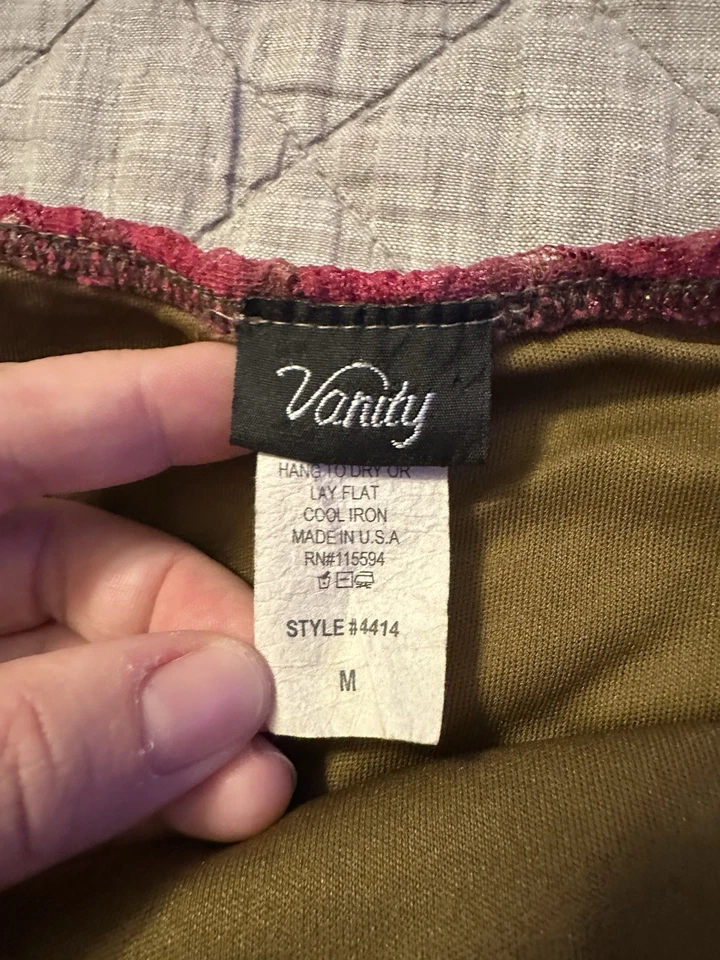 Vanity
HANG TO DRY OR
LAY FLAT
COOL IRON
MADE IN U.S.A
RN#115594
STYLE #4414
M